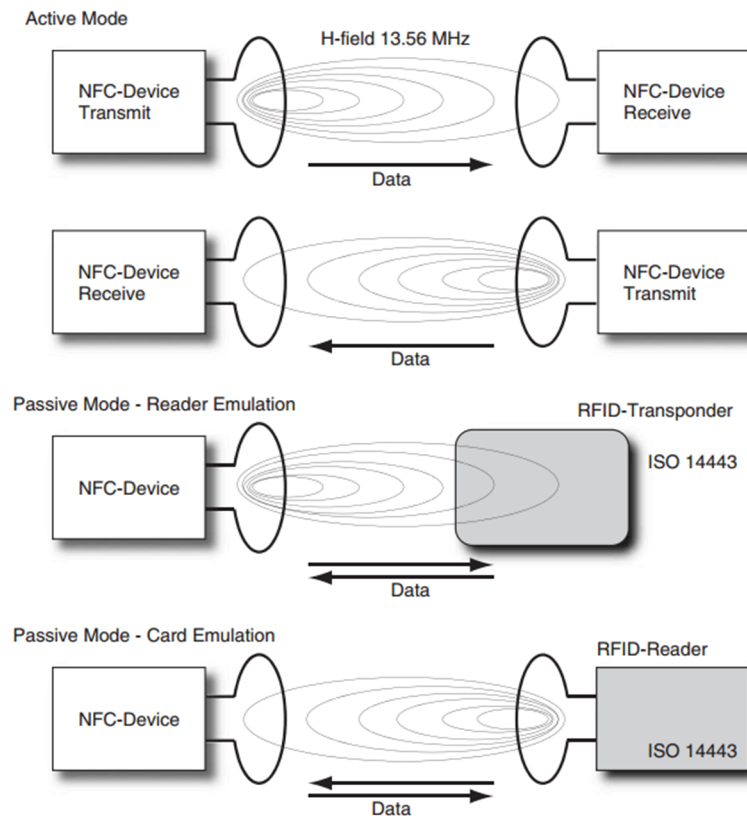 Active Mode
H-field 13.56 MHz
NFC-Device
Transmit
NFC-Device
Receive
Data
NFC-Device
Receive
NFC-Device
Transmit
Data
Passive Mode - Reader Emulation
RFID-Transponder
NFC-Device
ISO 14443
Data
Passive Mode - Card Emulation
RFID-Reader
NFC-Device
ISO 14443
Data